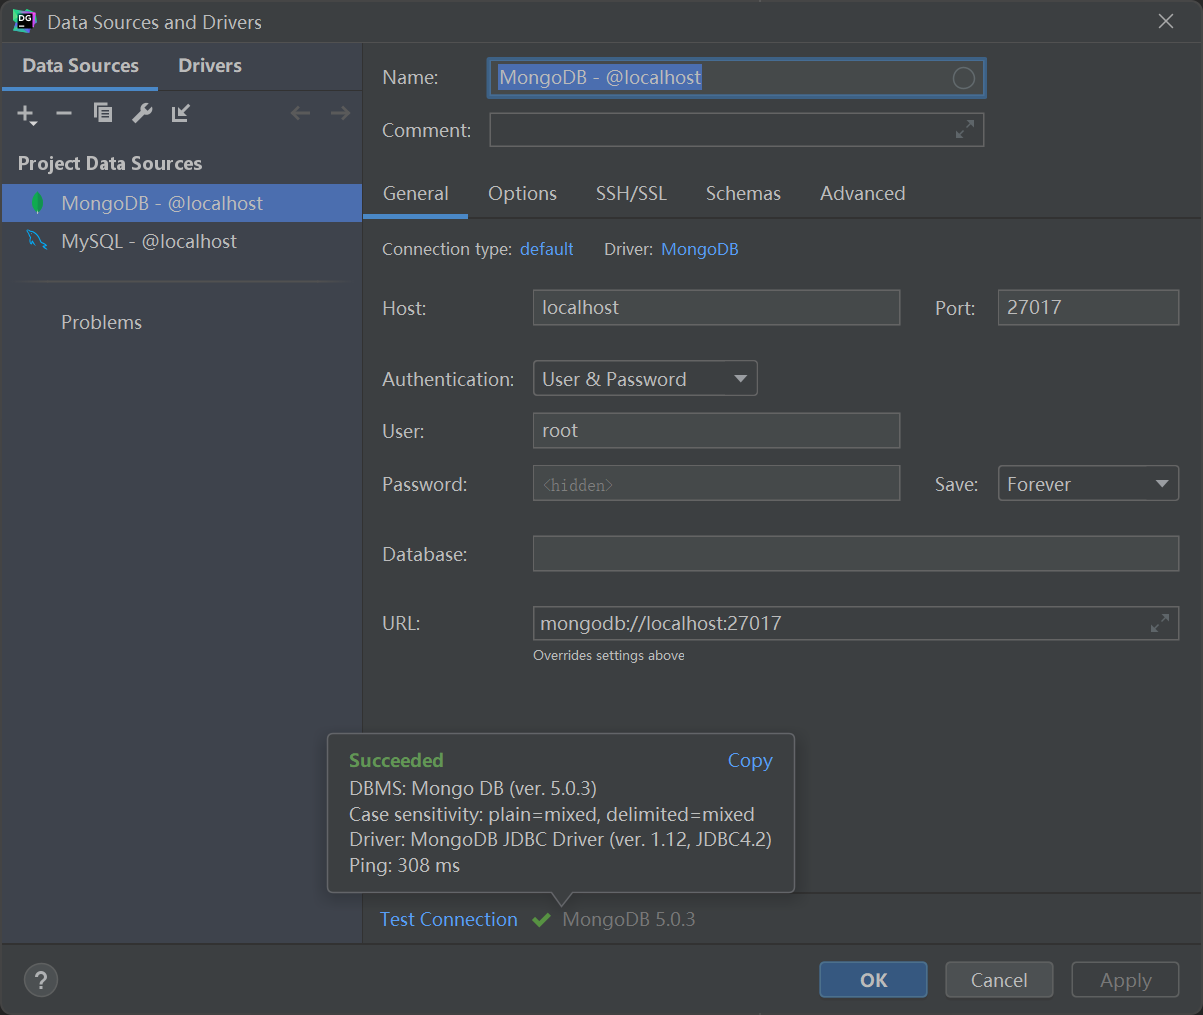 DG Data Sources and Drivers
Data Sources Drivers
Project Data Sources
MongoDB - @localhost
MySQL - @localhost
Problems
Name: MongoDB - @localhost
Comment:
General Options SSH/SSL Schemas Advanced
Connection type: default Driver: MongoDB
Host: localhost Port: 27017
Authentication: User & Password
User: root
Password: <hidden> Save: Forever
Database:
URL: mongodb://localhost:27017
Overrides settings above
Succeeded Copy
DBMS: Mongo DB (ver. 5.0.3)
Case sensitivity: plain=mixed, delimited=mixed
Driver: MongoDB JDBC Driver (ver. 1.12, JDBC4.2)
Ping: 308 ms
Test Connection MongoDB 5.0.3
? OK Cancel Apply